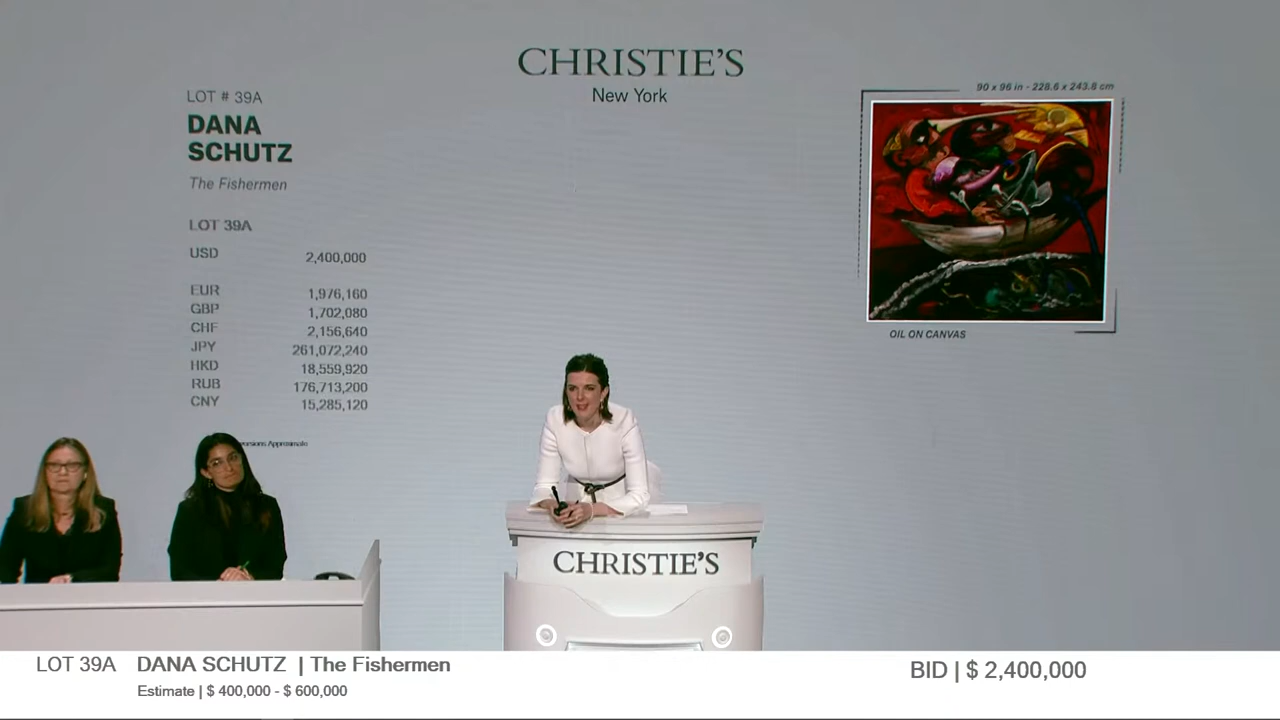 CHRISTIE'S
New York
LOT # 39A
DANA
SCHUTZ
The Fishermen
LOT 39A
USD 2,400,000
EUR 1,976,160
GBP 1,702,080
CHF 2,156,640
JPY 261,072,240
HKD 18,559,920
RUB 176,713,200
CNY 15,285,120
Approximate
90 x 96 in - 228.6 x 243.8 cm
OIL ON CANVAS
CHRISTIE'S
LOT 39A DANA SCHUTZ | The Fishermen
Estimate | $ 400,000 - $ 600,000
BID | $ 2,400,000